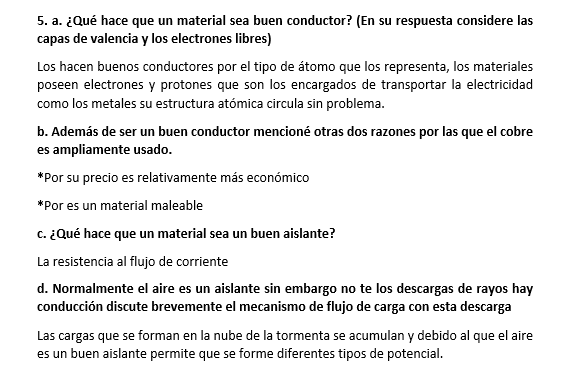 5. a. ¿Qué hace que un material sea buen conductor? (En su respuesta considere las
capas de valencia y los electrones libres)
Los hacen buenos conductores por el tipo de átomo que los representa, los materiales
poseen electrones y protones que son los encargados de transportar la electricidad
como los metales su estructura atómica circula sin problema.
b. Además de ser un buen conductor mencioné otras dos razones por las que el cobre
es ampliamente usado.
*Por su precio es relativamente más económico
*Por es un material maleable
c. ¿Qué hace que un material sea un buen aislante?
La resistencia al flujo de corriente
d. Normalmente el aire es un aislante sin embargo no te los descargas de rayos hay
conducción discute brevemente el mecanismo de flujo de carga con esta descarga
Las cargas que se forman en la nube de la tormenta se acumulan y debido al que el aire
es un buen aislante permite que se forme diferentes tipos de potencial.